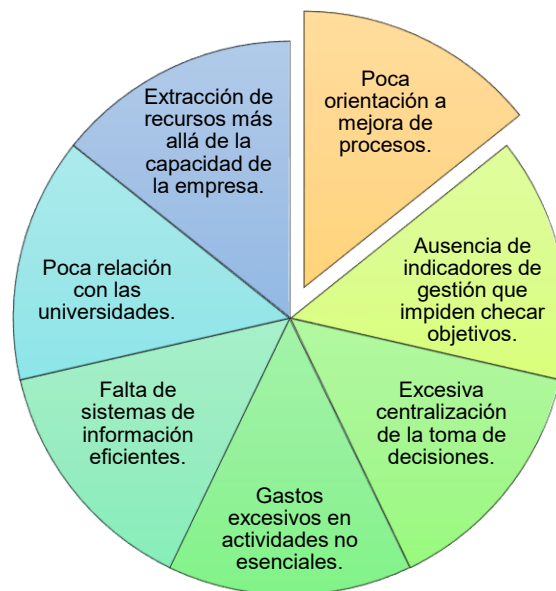 Poca
orientación a
mejora de
procesos.
Ausencia de
indicadores de
gestión que
impiden checar
objetivos.
Excesiva
centralización
de la toma de
decisiones.
Gastos
excesivos en
actividades no
esenciales.
Falta de
sistemas de
información
eficientes.
Poca relación
con las
universidades.
Extracción de
recursos más
allá de la
capacidad de
la empresa.